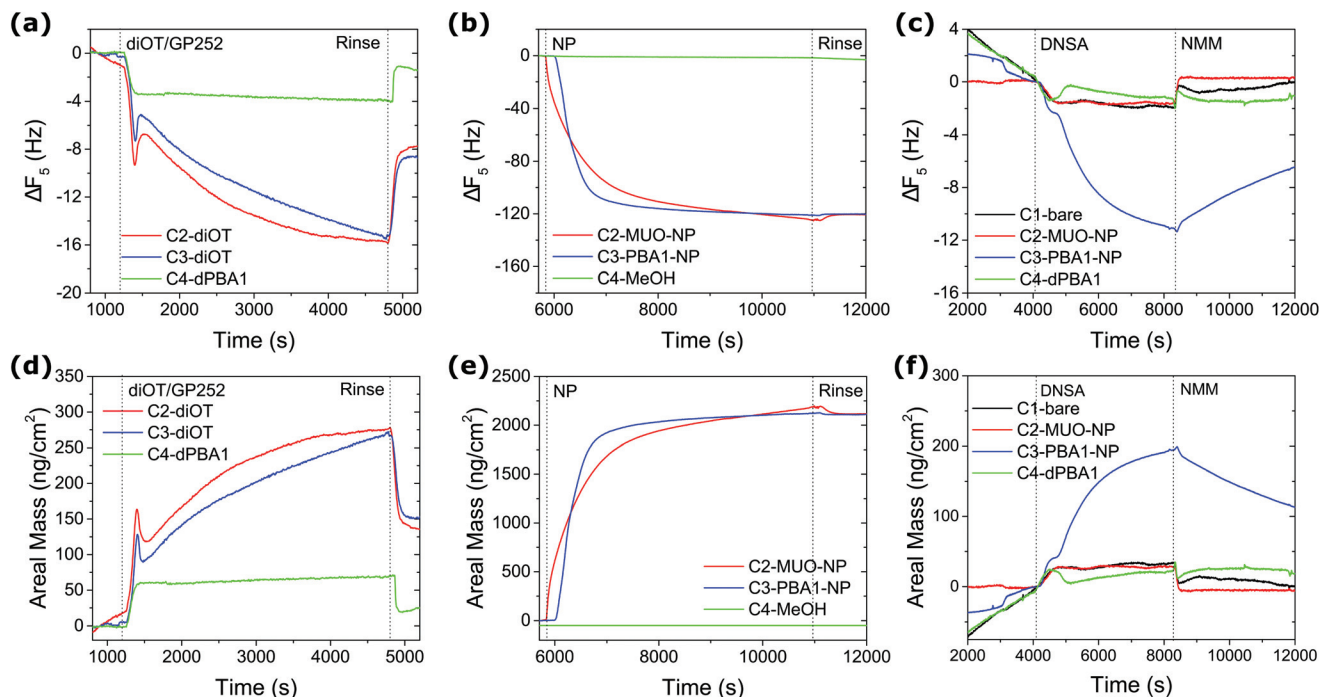 (a)
diOT/GP252
Rinse
ΔF5 (Hz)
0
-4
-8
-12
-16
-20
C2-diOT
C3-diOT
C4-dPBA1
1000 2000 3000 4000 5000
Time (s)
(b)
NP
Rinse
ΔF5 (Hz)
0
-40
-80
-120
-160
C2-MUO-NP
C3-PBA1-NP
C4-MeOH
6000 8000 10000 12000
Time (s)
(c)
DNSA
NMM
ΔF5 (Hz)
4
0
-4
-8
-12
-16
C1-bare
C2-MUO-NP
C3-PBA1-NP
C4-dPBA1
2000 4000 6000 8000 10000 12000
Time (s)
(d)
diOT/GP252
Rinse
Areal Mass (ng/cm2)
350
300
250
200
150
100
50
0
C2-diOT
C3-diOT
C4-dPBA1
1000 2000 3000 4000 5000
Time (s)
(e)
NP
Rinse
Areal Mass (ng/cm2)
2500
2000
1500
1000
500
0
C2-MUO-NP
C3-PBA1-NP
C4-MeOH
6000 8000 10000 12000
Time (s)
(f)
DNSA
NMM
Areal Mass (ng/cm2)
300
200
100
0
C1-bare
C2-MUO-NP
C3-PBA1-NP
C4-dPBA1
2000 4000 6000 8000 10000 12000
Time (s)